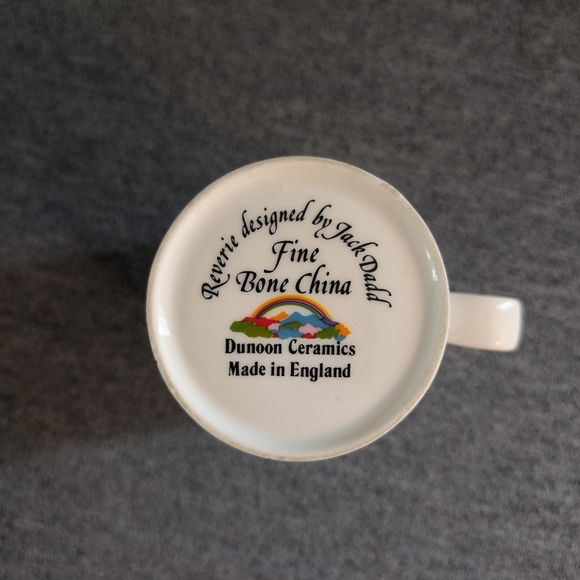 Reverie designed by Jack Dadd
Fine
Bone China
Dunoon Ceramics
Made in England